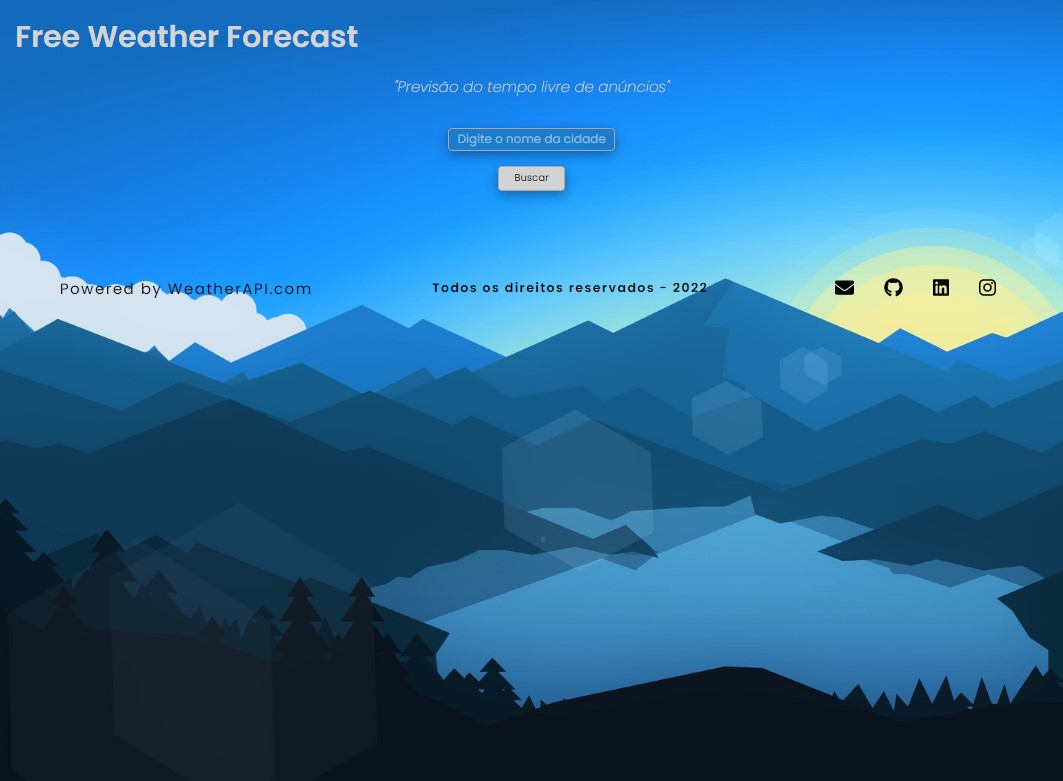 Free Weather Forecast
"Previsão do tempo livre de anúncios"
Digite o nome da cidade
Buscar
Powered by WeatherAPI.com
Todos os direitos reservados - 2022